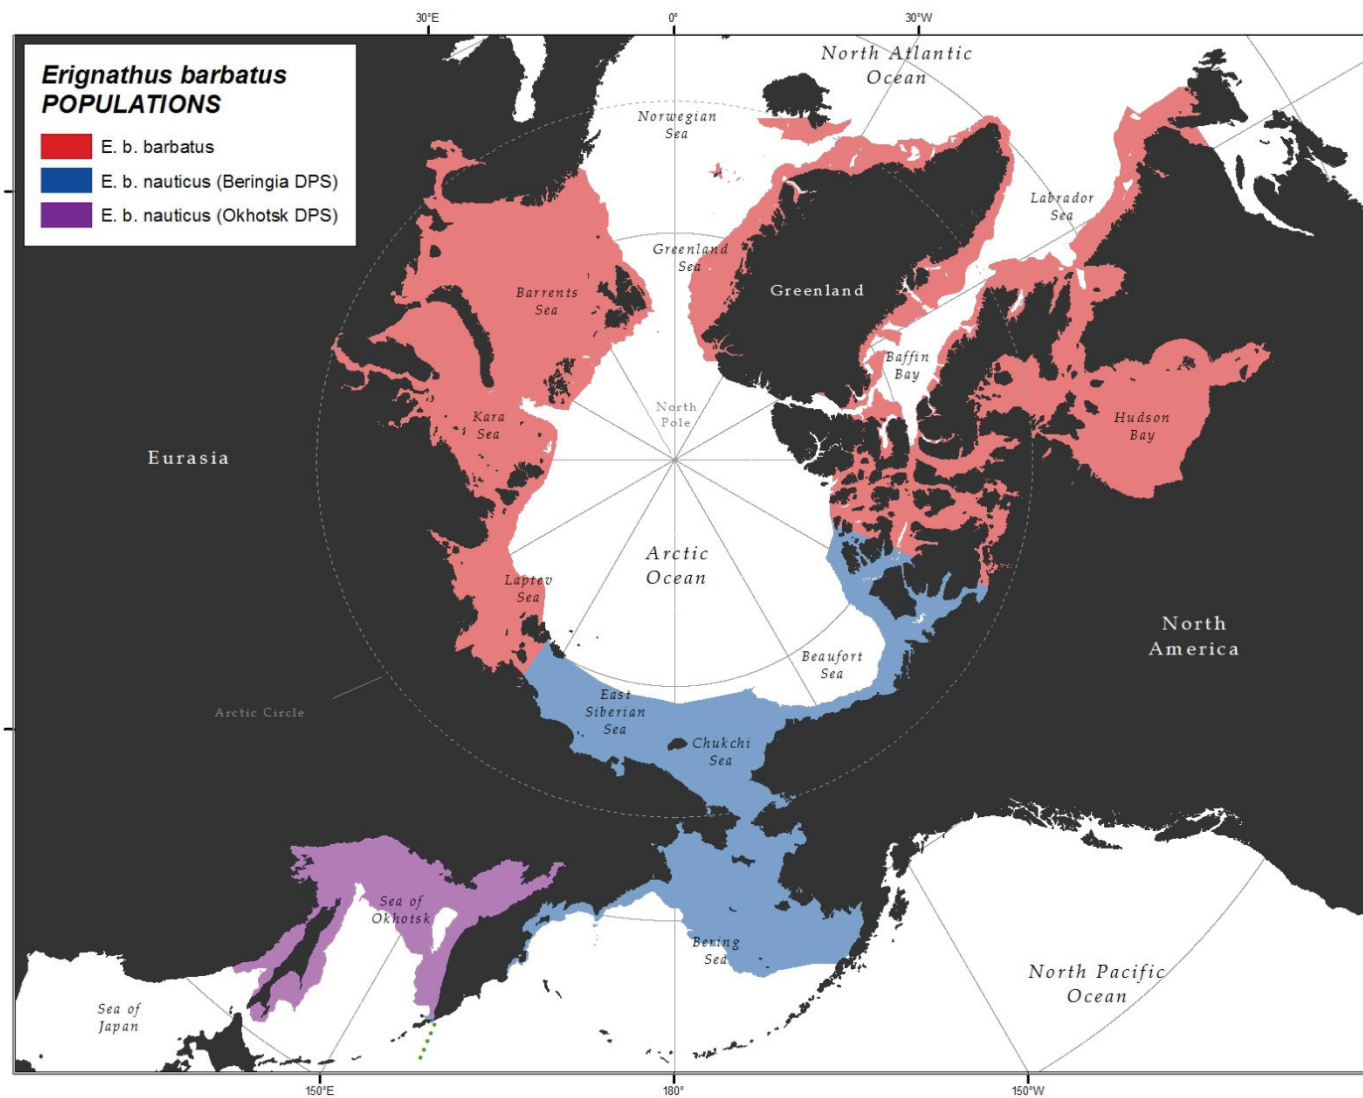 30°E
0°
30°W
Erignathus barbatus
POPULATIONS
E. b. barbatus
E. b. nauticus (Beringia DPS)
E. b. nauticus (Okhotsk DPS)
North Atlantic
Ocean
Norwegian
Sea
Labrador
Sea
Greenland
Sea
Greenland
Barrents
Sea
Baffin
Bay
North
Pole
Kara
Sea
Hudson
Bay
Eurasia
Arctic
Ocean
Laptev
Sea
North
America
Beaufort
Sea
East
Siberian
Sea
Arctic Circle
Chukchi
Sea
Sea of
Okhotsk
Bering
Sea
North Pacific
Ocean
Sea of
Japan
150°E
180°
150°W